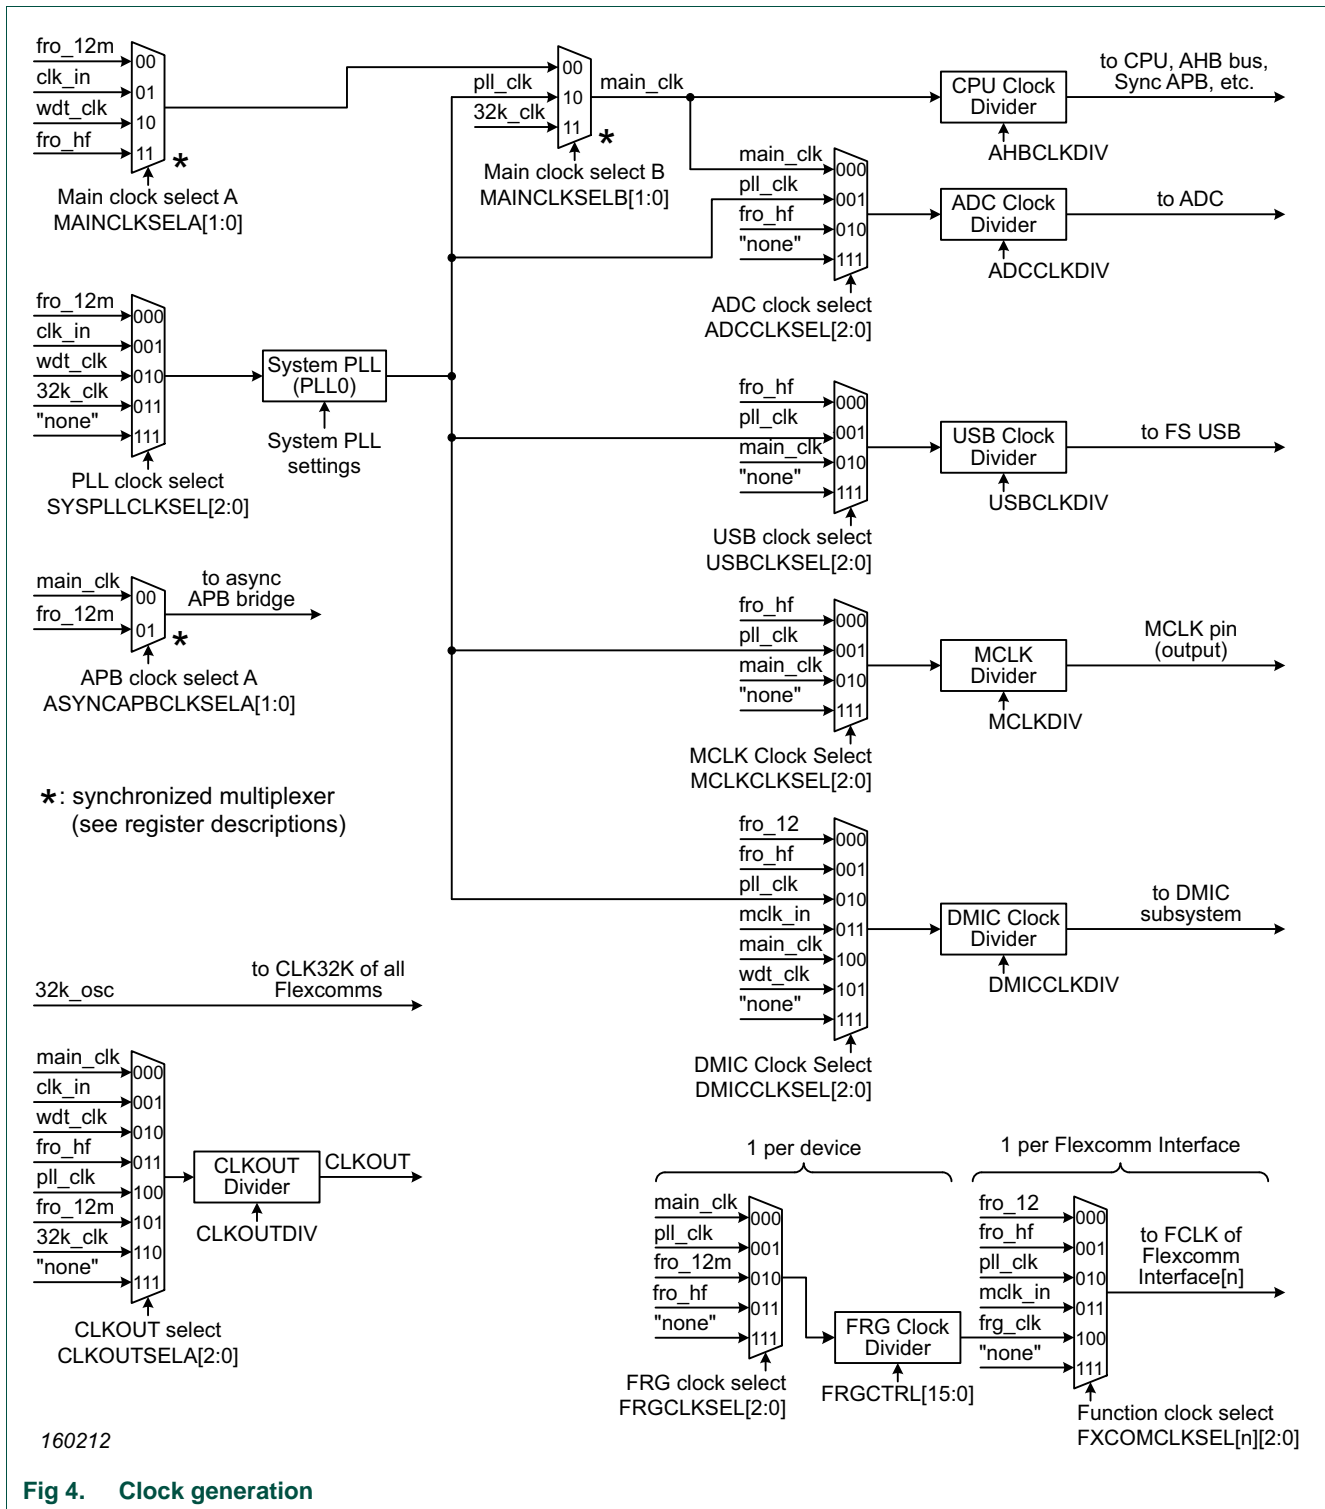 fro_12m
clk_in
wdt_clk
fro_hf
00
01
10
11
*
Main clock select A
MAINCLKSELA[1:0]
pll_clk
32k_clk
00
10
11
*
main_clk
Main clock select B
MAINCLKSELB[1:0]
CPU Clock
Divider
AHBCLKDIV
to CPU, AHB bus,
Sync APB, etc.
main_clk
pll_clk
fro_hf
"none"
000
001
010
111
ADC clock select
ADCCLKSEL[2:0]
ADC Clock
Divider
ADCCLKDIV
to ADC
fro_12m
clk_in
wdt_clk
32k_clk
"none"
000
001
010
011
111
PLL clock select
SYSPLLCLKSEL[2:0]
System PLL
(PLL0)
System PLL
settings
fro_hf
pll_clk
main_clk
"none"
000
001
010
111
USB clock select
USBCLKSEL[2:0]
USB Clock
Divider
USBCLKDIV
to FS USB
main_clk
fro_12m
00
01
*
to async
APB bridge
APB clock select A
ASYNCAPBCLKSELA[1:0]
fro_hf
pll_clk
main_clk
"none"
000
001
010
111
MCLK Clock Select
MCLKCLKSEL[2:0]
MCLK
Divider
MCLKDIV
MCLK pin
(output)
*: synchronized multiplexer
(see register descriptions)
fro_12
fro_hf
pll_clk
mclk_in
main_clk
wdt_clk
"none"
000
001
010
011
100
101
111
DMIC Clock Select
DMICCLKSEL[2:0]
DMIC Clock
Divider
DMICCLKDIV
to DMIC
subsystem
32k_osc
to CLK32K of all
Flexcomms
main_clk
clk_in
wdt_clk
fro_hf
pll_clk
fro_12m
32k_clk
"none"
000
001
010
011
100
101
110
111
CLKOUT select
CLKOUTSELA[2:0]
CLKOUT
Divider
CLKOUTDIV
CLKOUT
1 per device
main_clk
pll_clk
fro_12m
fro_hf
"none"
000
001
010
011
111
FRG clock select
FRGCLKSEL[2:0]
FRG Clock
Divider
FRGCTRL[15:0]
1 per Flexcomm Interface
fro_12
fro_hf
pll_clk
mclk_in
frg_clk
"none"
000
001
010
011
100
111
Function clock select
FXCOMCLKSEL[n][2:0]
to FCLK of
Flexcomm
Interface[n]
160212
Fig 4. Clock generation